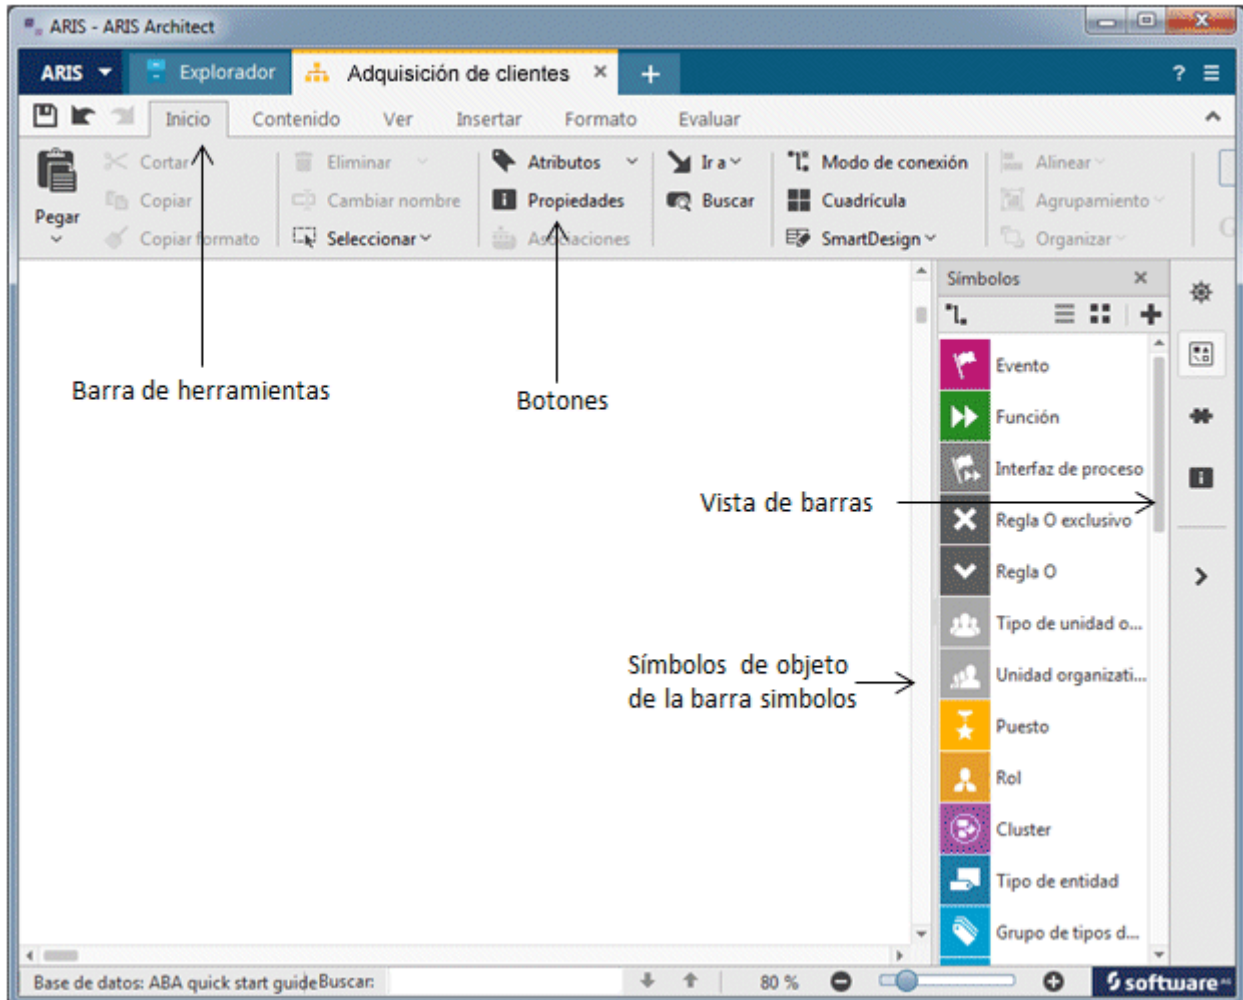 ARIS - ARIS Architect
ARIS Explorador Adquisición de clientes × + ?
Inicio Contenido Ver Insertar Formato Evaluar
Cortar Eliminar Atributos Ir a Modo de conexión Alinear
Pegar Copiar Cambiar nombre Propiedades Buscar Cuadrícula Agrupamiento
Copiar formato Seleccionar Asociaciones SmartDesign Organizar
Símbolos ×
Evento
Barra de herramientas
Botones
Función
Interfaz de proceso
Vista de barras
Regla O exclusivo
Regla O
Tipo de unidad o...
Símbolos de objeto
de la barra simbolos
Unidad organizati...
Puesto
Rol
Cluster
Tipo de entidad
Grupo de tipos d...
Base de datos: ABA quick start guide Buscar: 80 % software AG